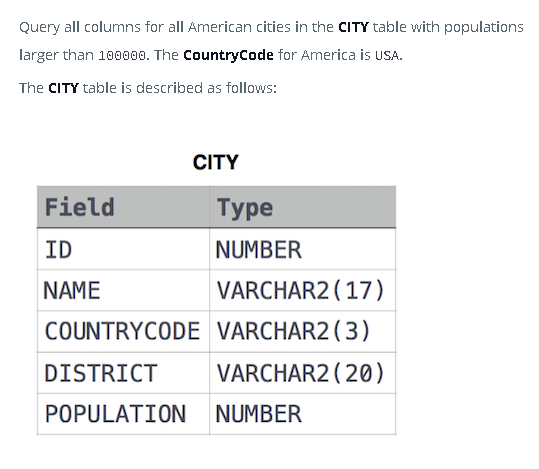 Query all columns for all American cities in the CITY table with populations
larger than 100000. The CountryCode for America is USA.
The CITY table is described as follows:
CITY
Field Type
ID NUMBER
NAME VARCHAR2(17)
COUNTRYCODE VARCHAR2(3)
DISTRICT VARCHAR2(20)
POPULATION NUMBER